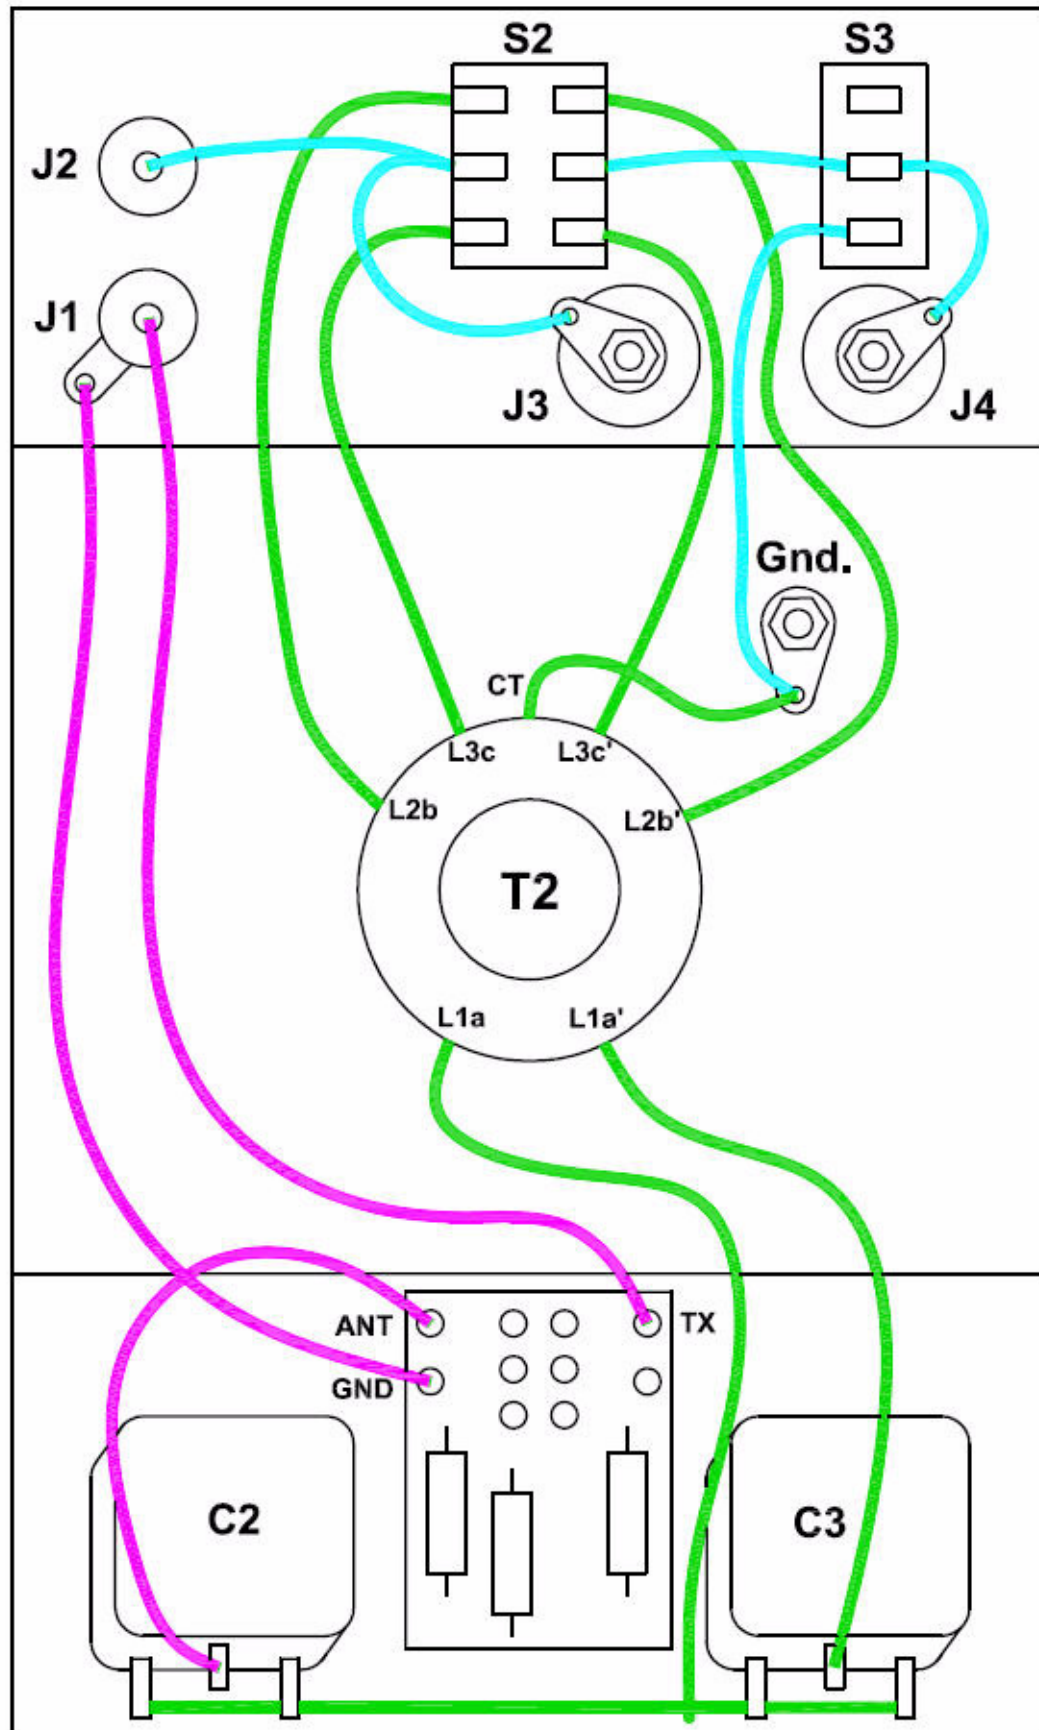 S2
S3
J2
J1
J3
J4
Gnd.
CT
L3c
L3c'
L2b
L2b'
T2
L1a
L1a'
ANT
TX
GND
C2
C3